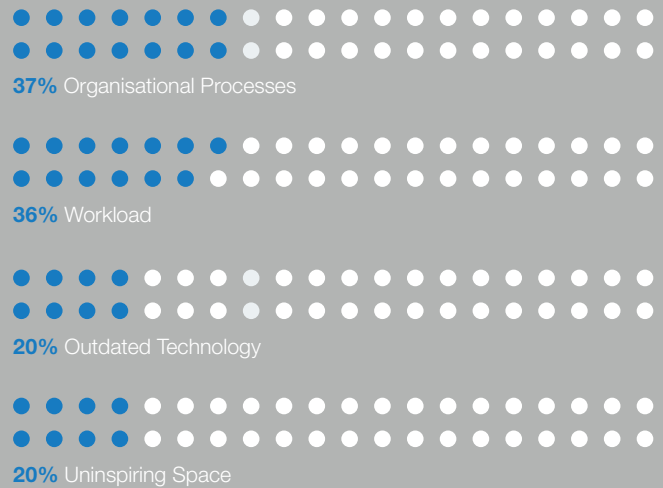 37% Organisational Processes
36% Workload
20% Outdated Technology
20% Uninspiring Space